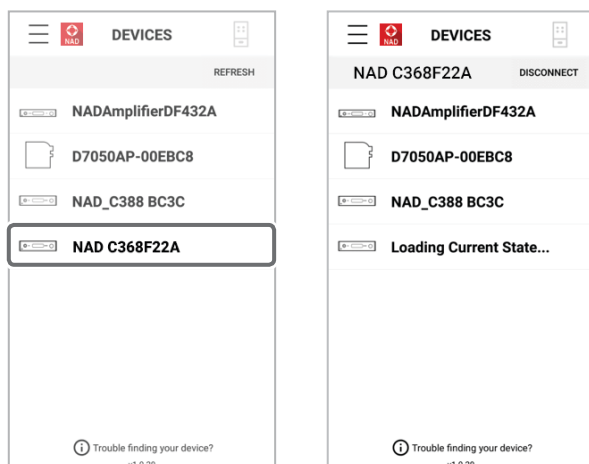 NAD DEVICES
REFRESH
NADAmplifierDF432A
D7050AP-00EBC8
NAD_C388 BC3C
NAD C368F22A
Trouble finding your device?
NAD DEVICES
NAD C368F22A DISCONNECT
NADAmplifierDF432A
D7050AP-00EBC8
NAD_C388 BC3C
Loading Current State...
Trouble finding your device?